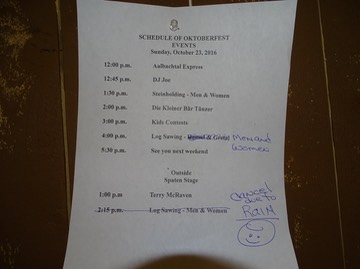 SCHEDULE OF OKTOBERFEST
EVENTS
Sunday, October 23, 2016
12:00 p.m. Aalbachtal Express
12:45 p.m. DJ Joe
1:30 p.m. Steinholding - Men & Women
2:00 p.m. Die Kleiner Bär Tänzer
3:00 p.m. Kids Contests
4:00 p.m. Log Sawing - & Gretel Men and
Women
5:30 p.m. See you next weekend
Outside
Spaten Stage
1:00 p.m Terry McRaven
2:15 p.m. Log Sawing - Men & Women
Cancel
due to
RAIN